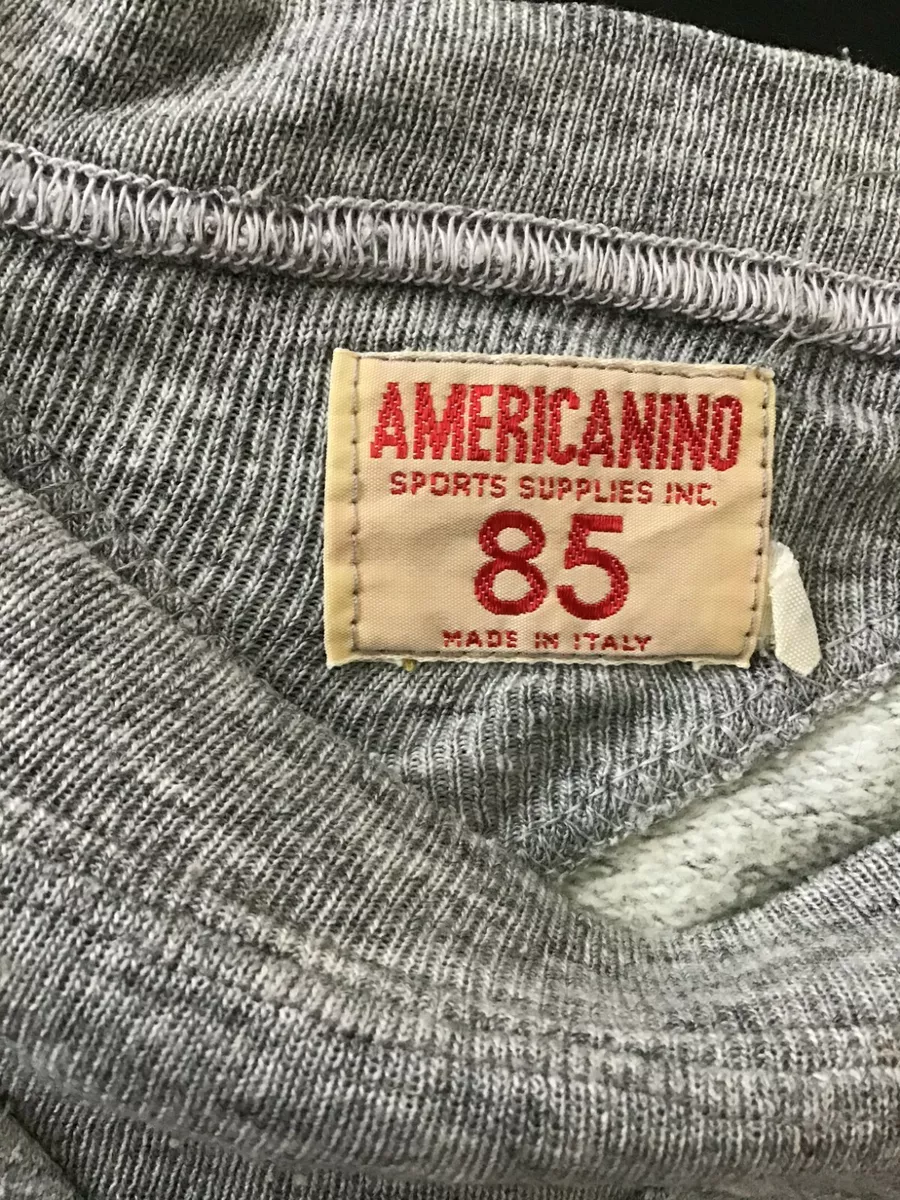 AMERICANINO
SPORTS SUPPLIES INC.
85
MADE IN ITALY